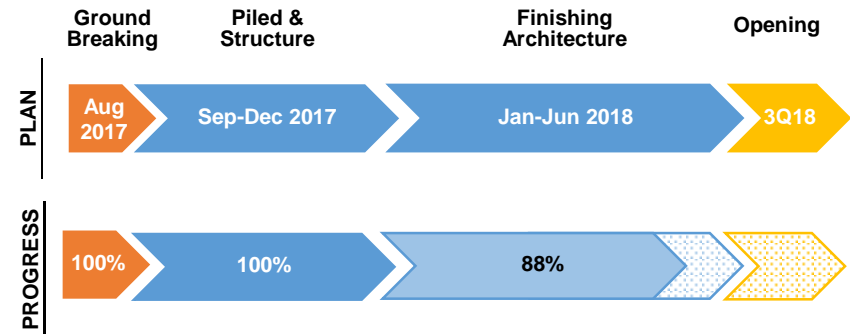 Ground
Breaking
Piled &
Structure
Finishing
Architecture
Opening
PLAN
Aug
2017
Sep-Dec 2017
Jan-Jun 2018
3Q18
PROGRESS
100%
100%
88%